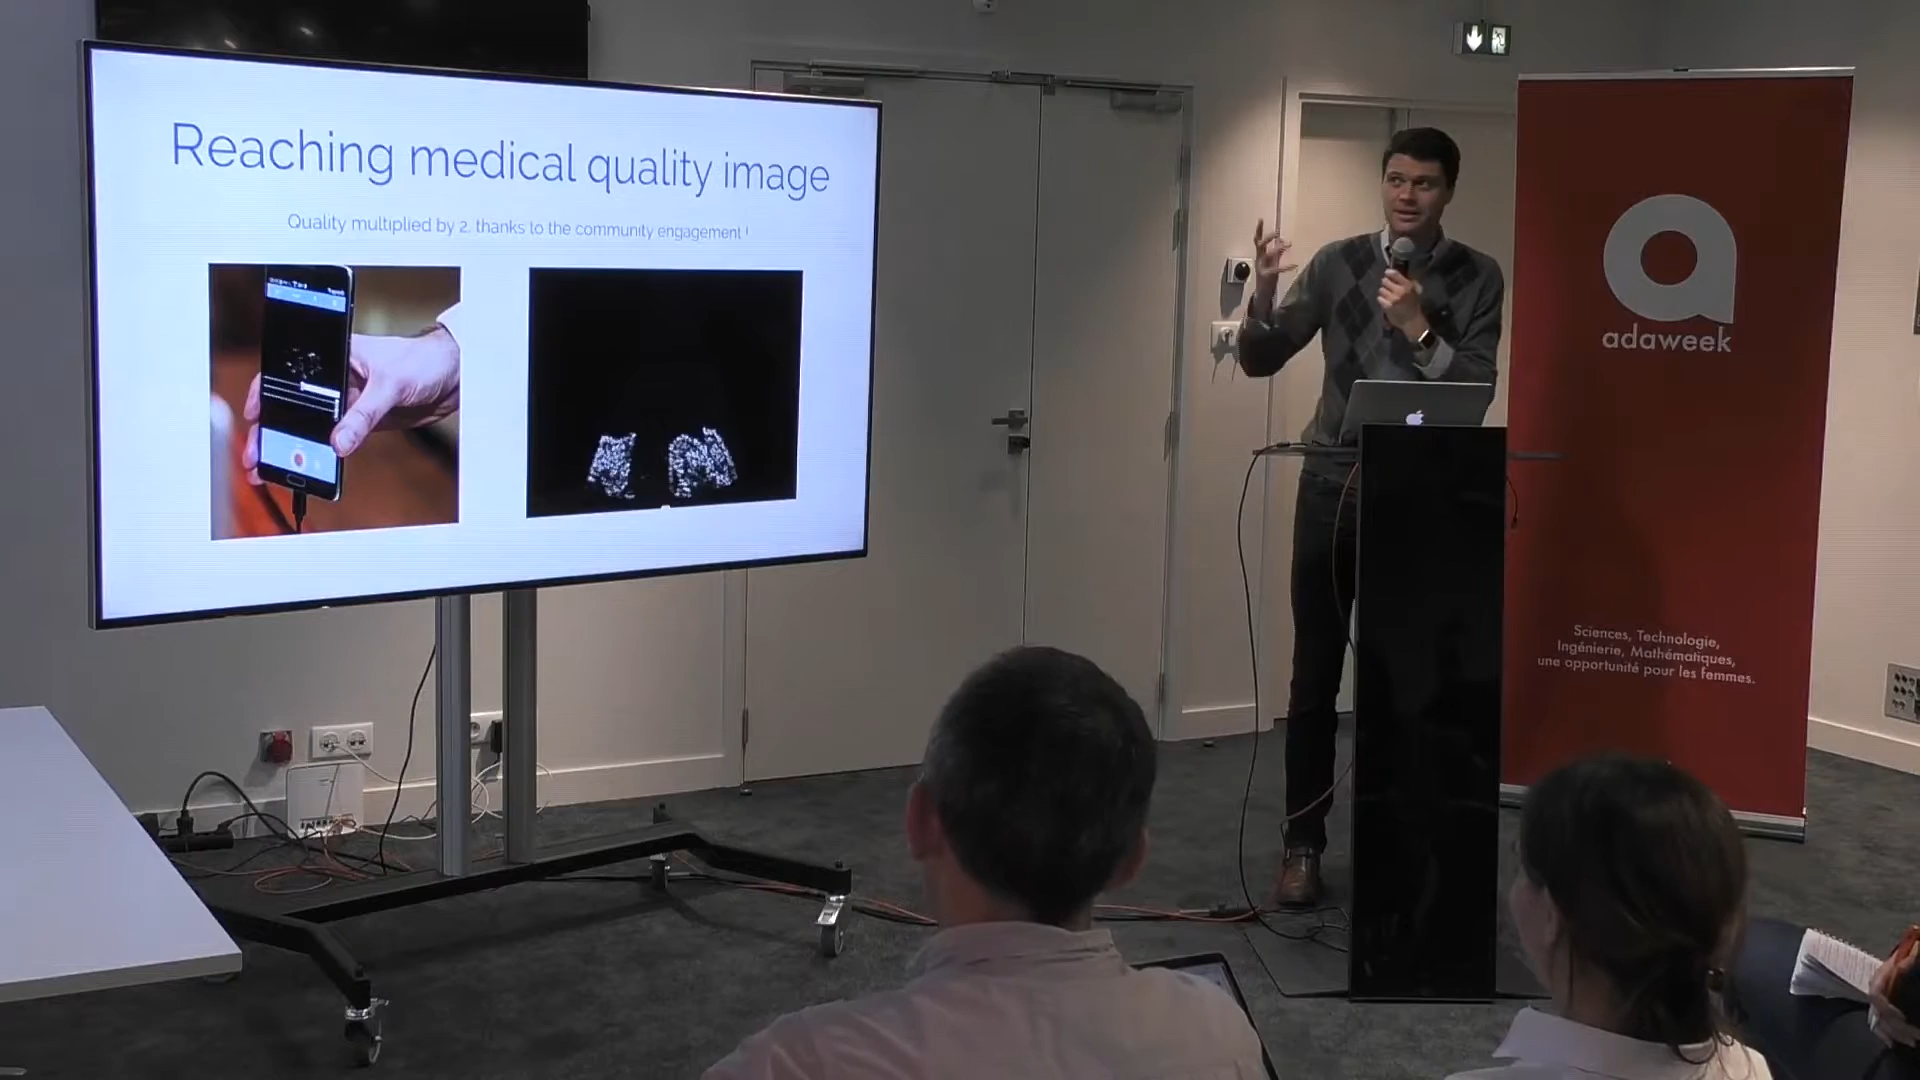 Reaching medical quality image
Quality multiplied by 2, thanks to the community engagement !
adaweek
Sciences, Technologie,
Ingénierie, Mathématiques,
une opportunité pour les femmes.